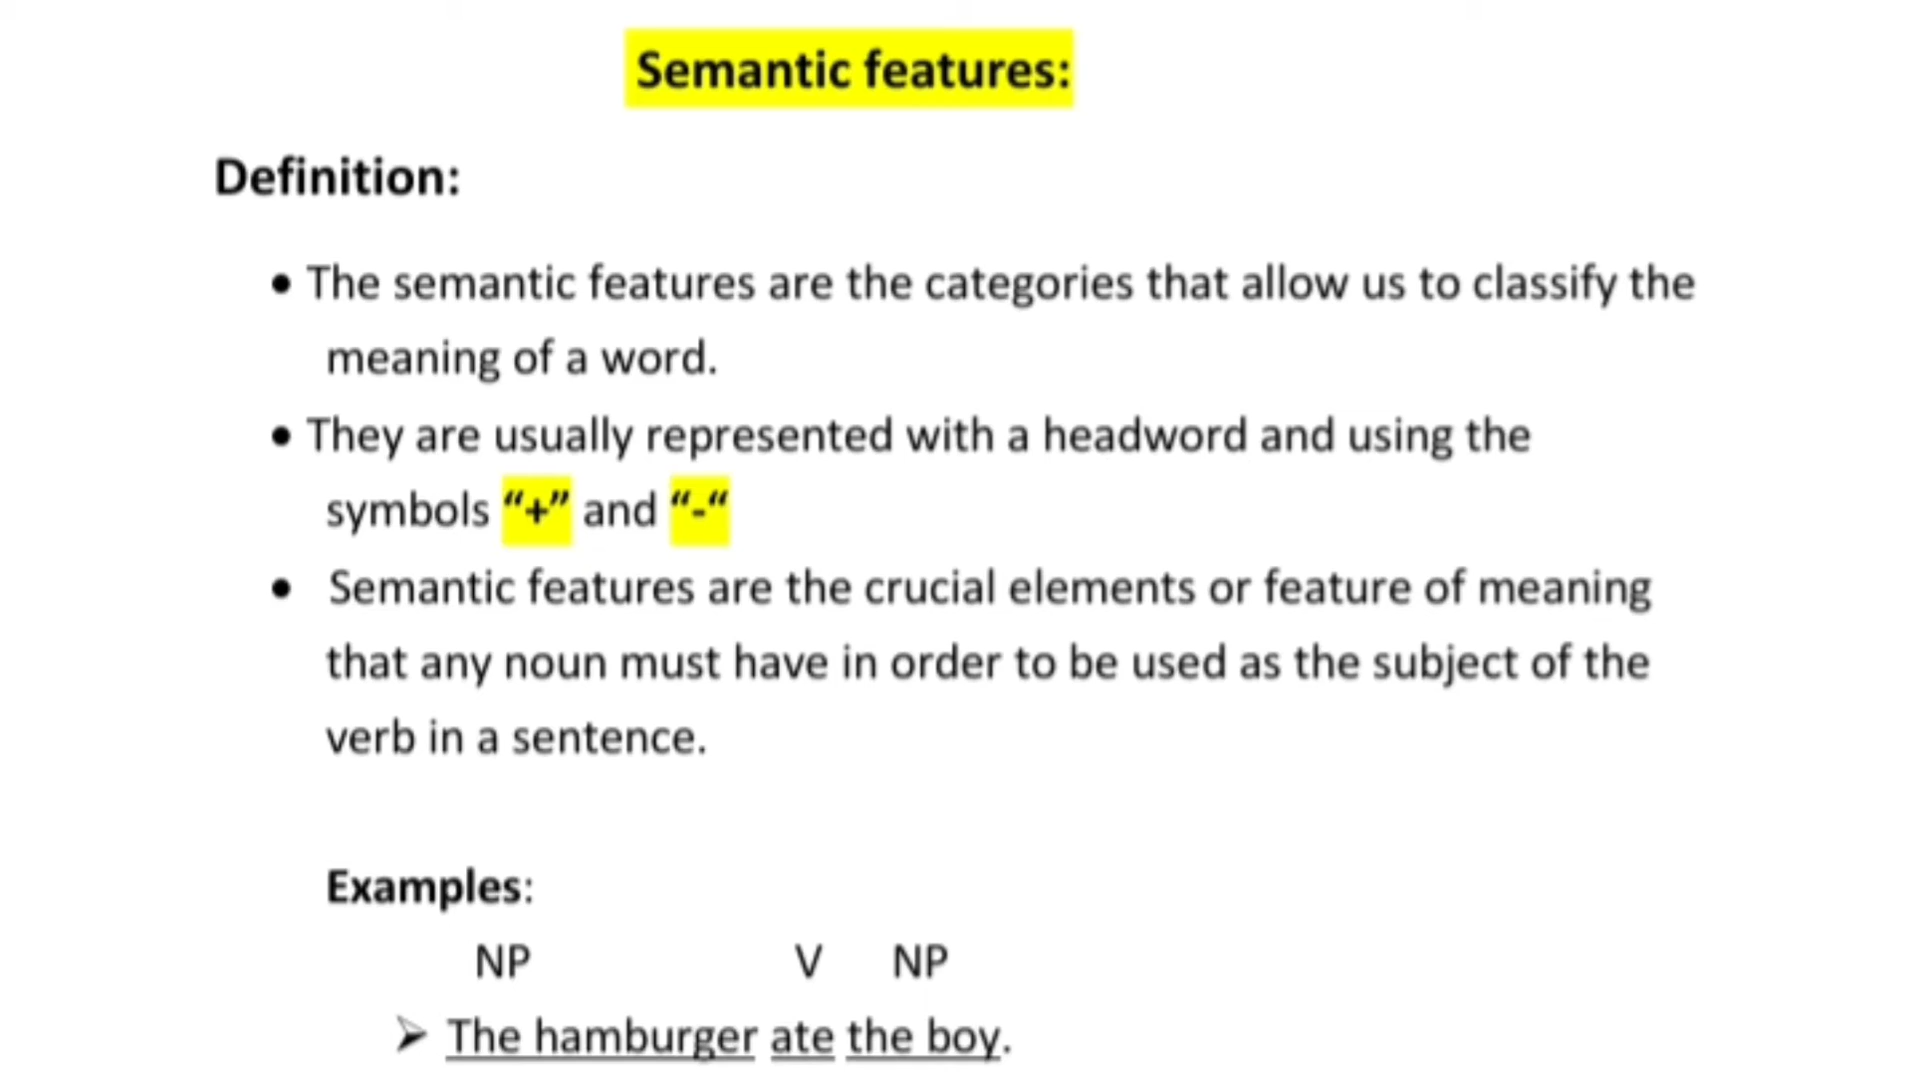 Semantic features:
Definition:
• The semantic features are the categories that allow us to classify the
meaning of a word.
• They are usually represented with a headword and using the
symbols “+” and “-“
• Semantic features are the crucial elements or feature of meaning
that any noun must have in order to be used as the subject of the
verb in a sentence.
Examples:
NP V NP
➢ The hamburger ate the boy.